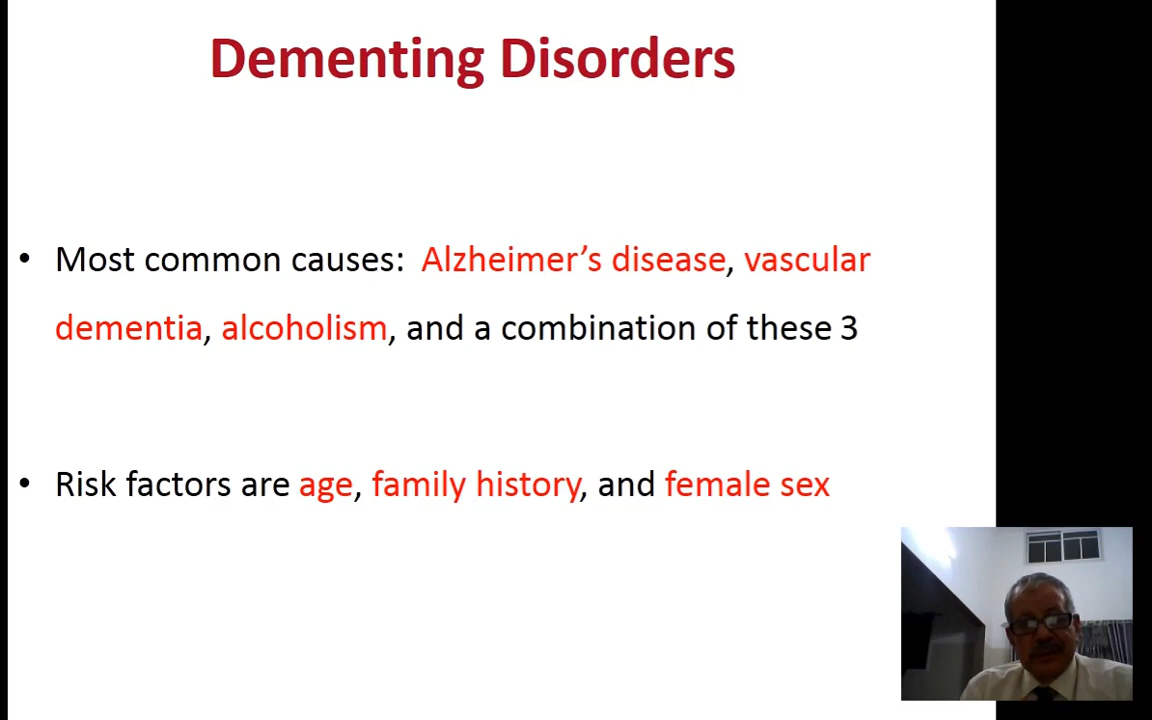 Dementing Disorders
• Most common causes: Alzheimer’s disease, vascular
dementia, alcoholism, and a combination of these 3
• Risk factors are age, family history, and female sex